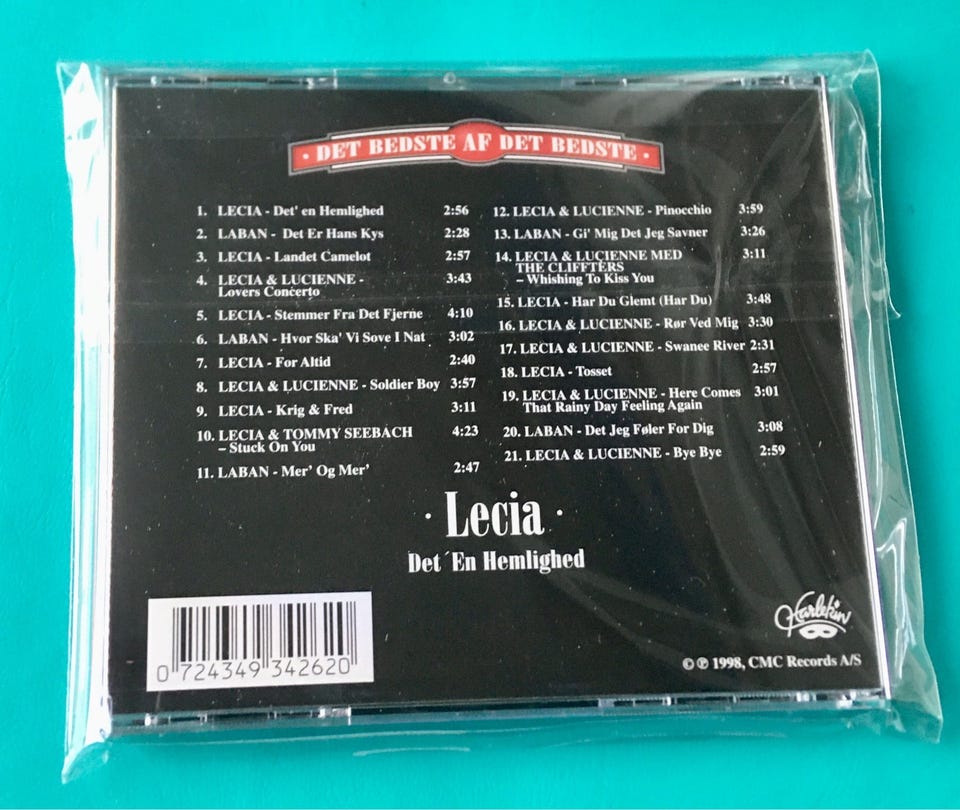 · DET BEDSTE AF DET BEDSTE ·
1. LECIA - Det' en Hemlighed 2:56
2. LABAN - Det Er Hans Kys 2:28
3. LECIA - Landet Camelot 2:57
4. LECIA & LUCIENNE - 3:43
Lovers Concerto
5. LECIA - Stemmer Fra Det Fjerne 4:10
6. LABAN - Hvor Ska' Vi Sove I Nat 3:02
7. LECIA - For Altid 2:40
8. LECIA & LUCIENNE - Soldier Boy 3:57
9. LECIA - Krig & Fred 3:11
10. LECIA & TOMMY SEEBACH 4:23
– Stuck On You
11. LABAN - Mer' Og Mer' 2:47
12. LECIA & LUCIENNE - Pinocchio 3:59
13. LABAN - Gi' Mig Det Jeg Savner 3:26
14. LECIA & LUCIENNE MED 3:11
THE CLIFFTERS
– Whishing To Kiss You
15. LECIA - Har Du Glemt (Har Du) 3:48
16. LECIA & LUCIENNE - Rør Ved Mig 3:30
17. LECIA & LUCIENNE - Swanee River 2:31
18. LECIA - Tosset 2:57
19. LECIA & LUCIENNE - Here Comes 3:01
That Rainy Day Feeling Again
20. LABAN - Det Jeg Føler For Dig 3:08
21. LECIA & LUCIENNE - Bye Bye 2:59
· Lecia ·
Det ´En Hemlighed
Harlekin
0 724349 342620
© ℗ 1998, CMC Records A/S